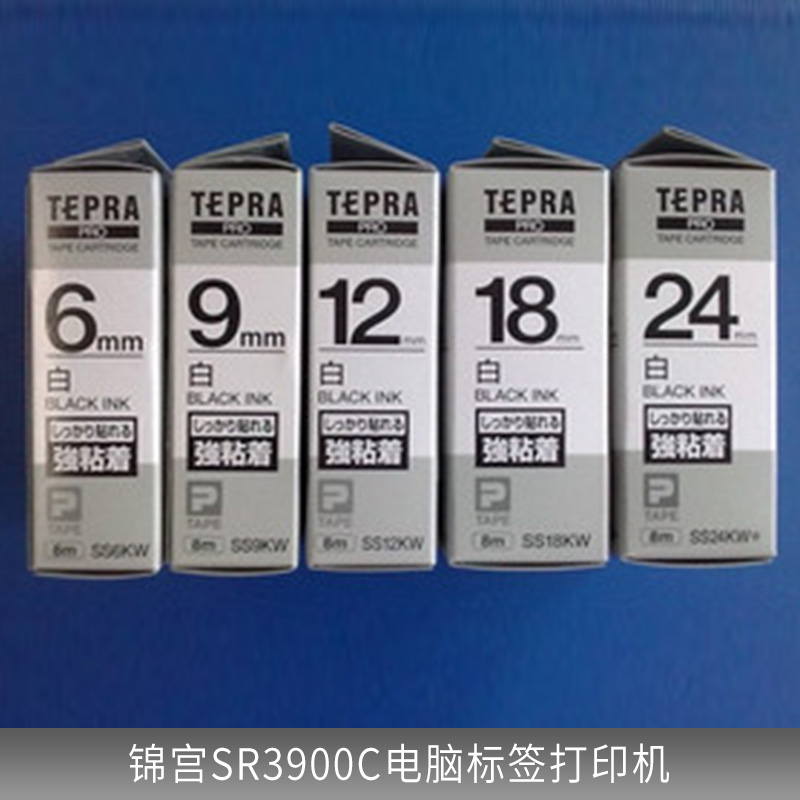 TEPRA
PRO
TAPE CARTRIDGE
6mm
白
BLACK INK
しっかり貼れる
強粘着
P
TAPE
8m SS6KW
TEPRA
PRO
TAPE CARTRIDGE
9mm
白
BLACK INK
しっかり貼れる
強粘着
P
TAPE
8m SS9KW
TEPRA
PRO
TAPE CARTRIDGE
12mm
白
BLACK INK
しっかり貼れる
強粘着
P
TAPE
8m SS12KW
TEPRA
PRO
TAPE CARTRIDGE
18mm
白
BLACK INK
しっかり貼れる
強粘着
P
TAPE
8m SS18KW
TEPRA
PRO
TAPE CARTRIDGE
24mm
白
BLACK INK
しっかり貼れる
強粘着
P
TAPE
8m SS24KW
锦宫SR3900C电脑标签打印机